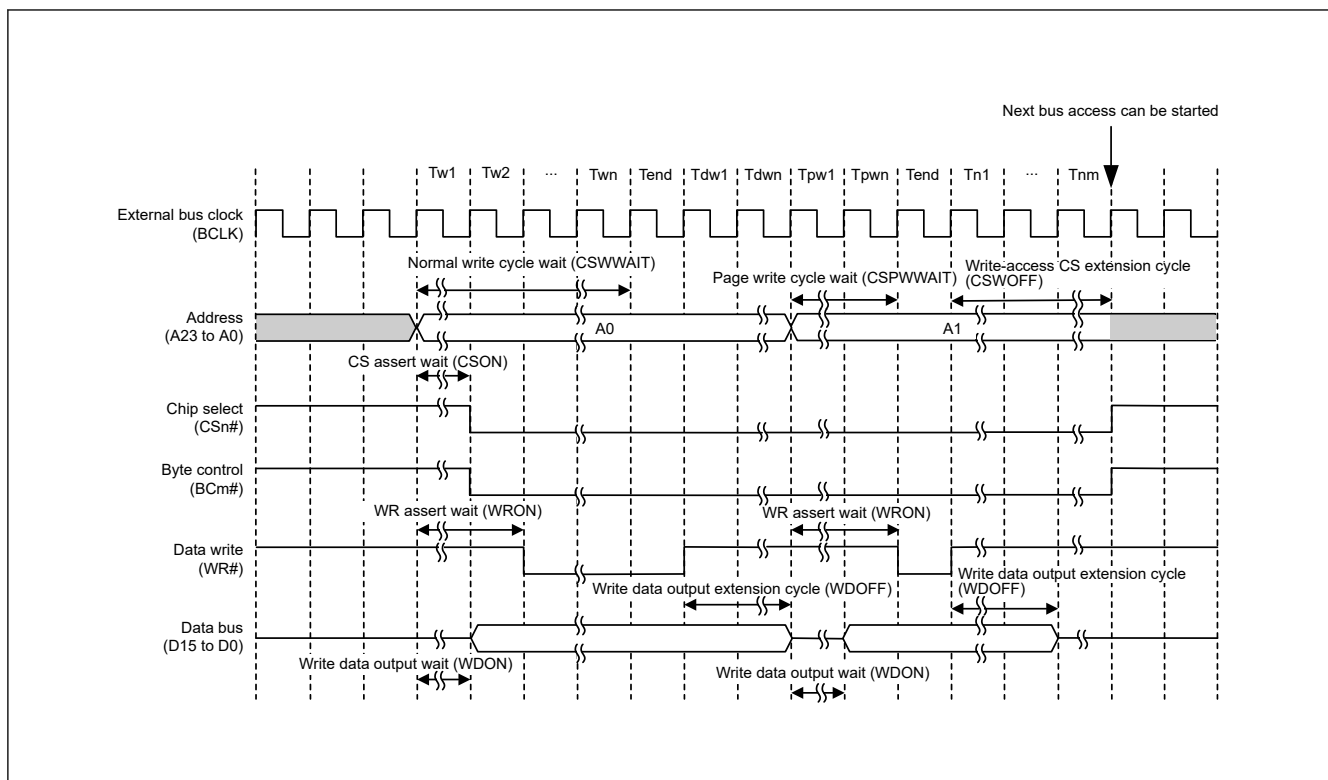 Next bus access can be started
Tw1 Tw2 ... Twn Tend Tdw1 Tdwn Tpw1 Tpwn Tend Tn1 ... Tnm
External bus clock
(BCLK)
Normal write cycle wait (CSWWAIT)
Page write cycle wait (CSPWWAIT)
Write-access CS extension cycle
(CSWOFF)
Address
(A23 to A0)
A0
A1
CS assert wait (CSON)
Chip select
(CSn#)
Byte control
(BCm#)
WR assert wait (WRON)
WR assert wait (WRON)
Data write
(WR#)
Write data output extension cycle (WDOFF)
Write data output extension cycle
(WDOFF)
Data bus
(D15 to D0)
Write data output wait (WDON)
Write data output wait (WDON)